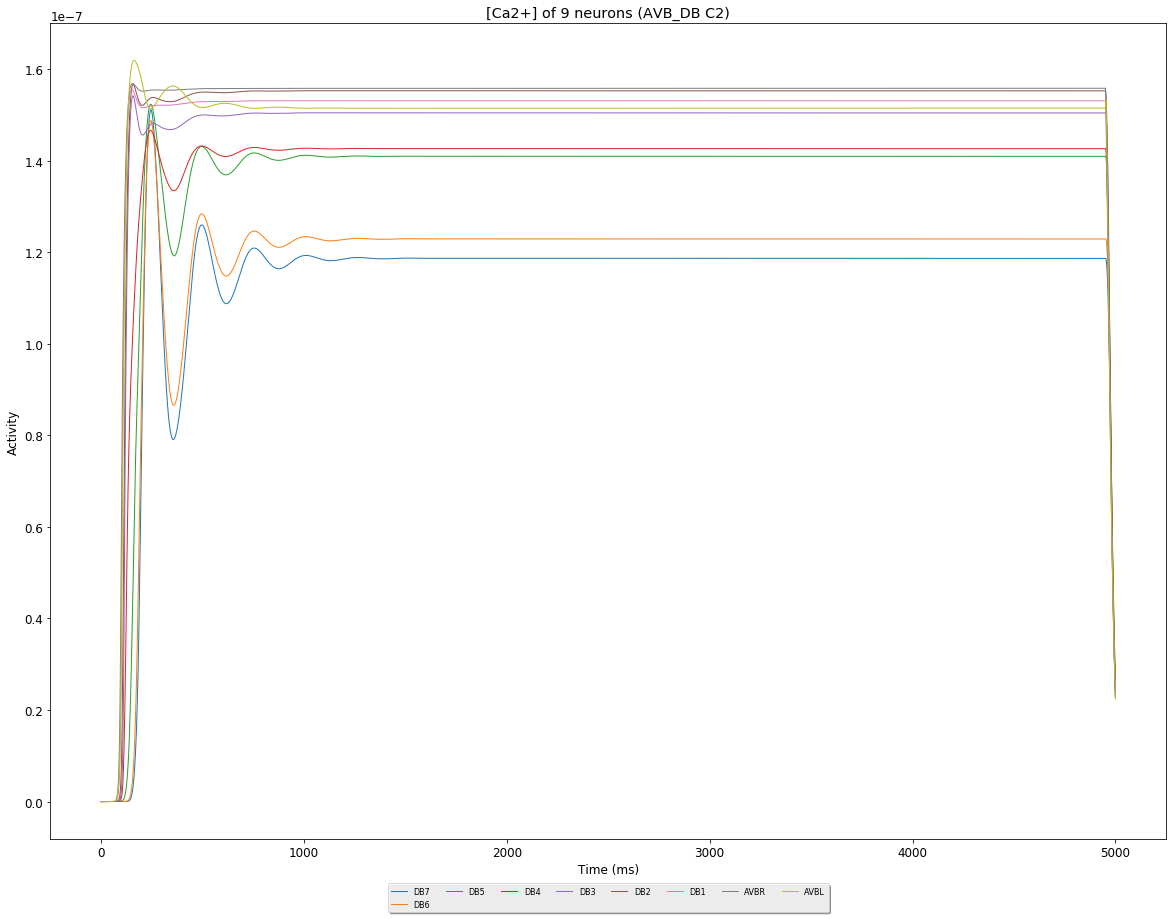 [Ca2+] of 9 neurons (AVB_DB C2)
1e−7
1.6
1.4
1.2
1.0
0.8
0.6
0.4
0.2
0.0
Activity
0 1000 2000 3000 4000 5000
Time (ms)
DB7 DB5 DB4 DB3 DB2 DB1 AVBR AVBL
DB6